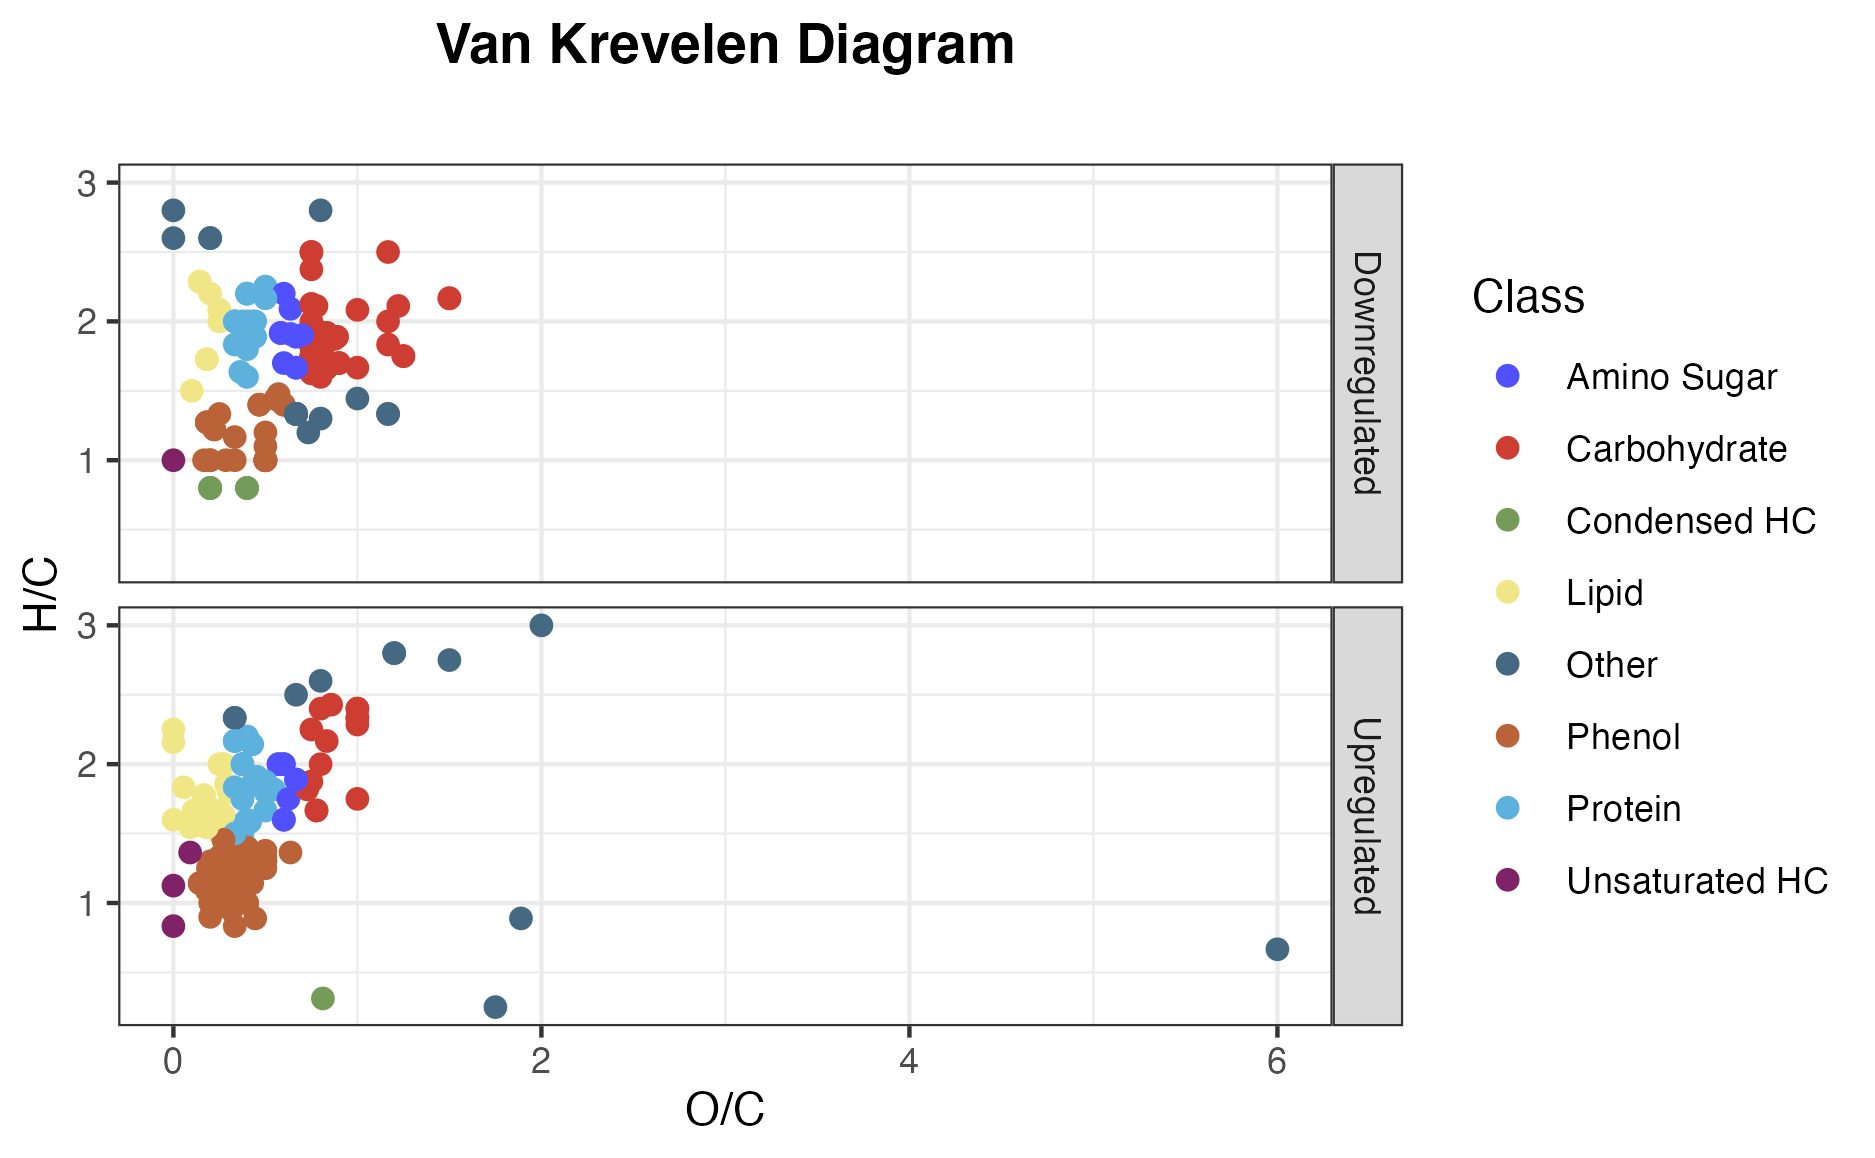 Van Krevelen Diagram
3
2
1
Downregulated
H/C
3
2
1
Upregulated
0 2 4 6
O/C
Class
Amino Sugar
Carbohydrate
Condensed HC
Lipid
Other
Phenol
Protein
Unsaturated HC